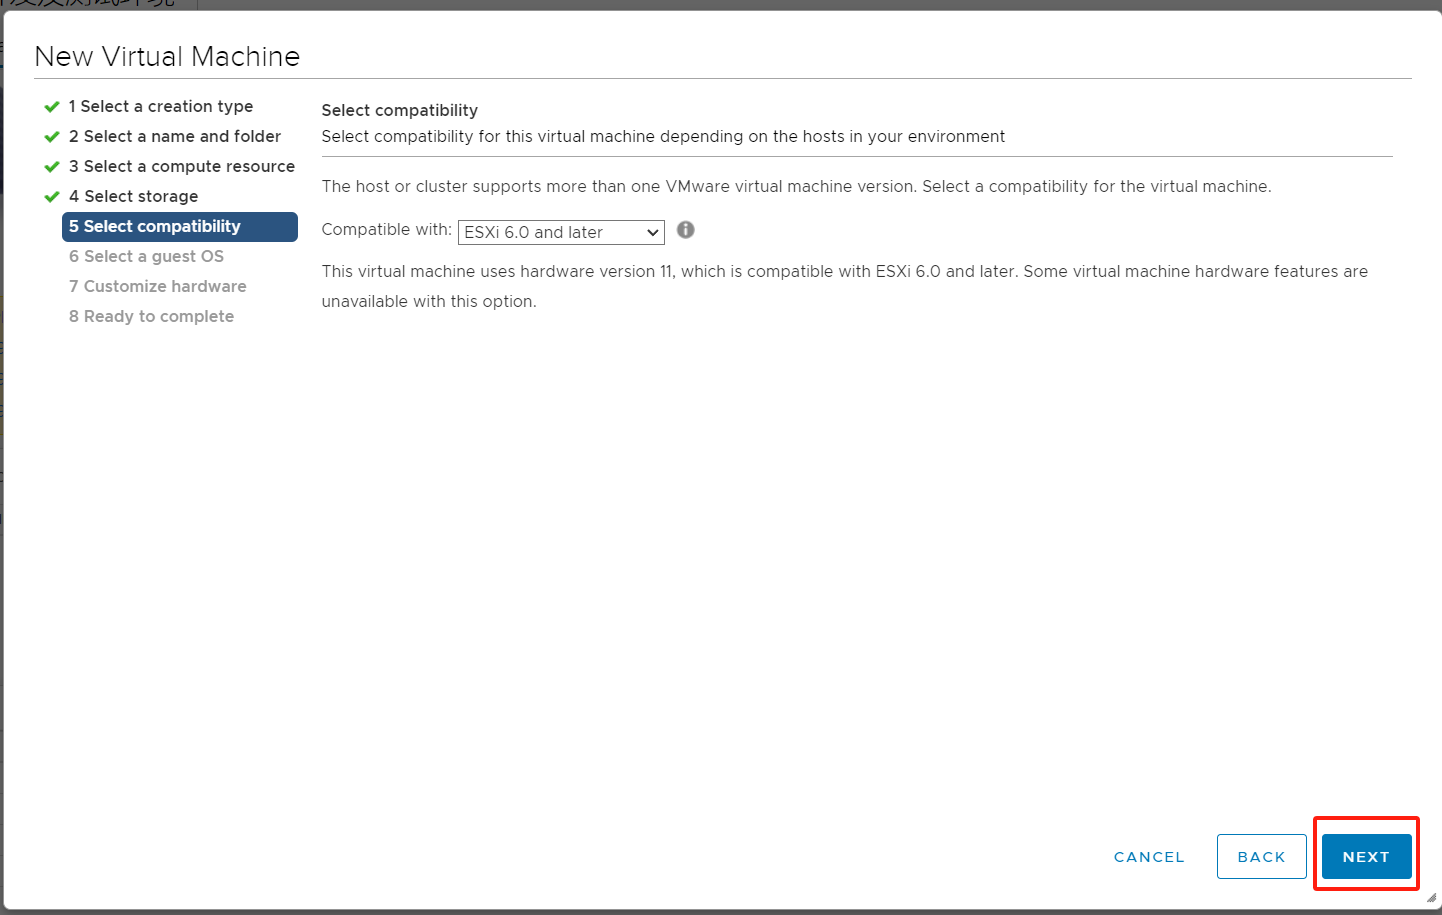 New Virtual Machine
1 Select a creation type
2 Select a name and folder
3 Select a compute resource
4 Select storage
5 Select compatibility
6 Select a guest OS
7 Customize hardware
8 Ready to complete
Select compatibility
Select compatibility for this virtual machine depending on the hosts in your environment
The host or cluster supports more than one VMware virtual machine version. Select a compatibility for the virtual machine.
Compatible with: ESXi 6.0 and later
This virtual machine uses hardware version 11, which is compatible with ESXi 6.0 and later. Some virtual machine hardware features are
unavailable with this option.
CANCEL BACK NEXT